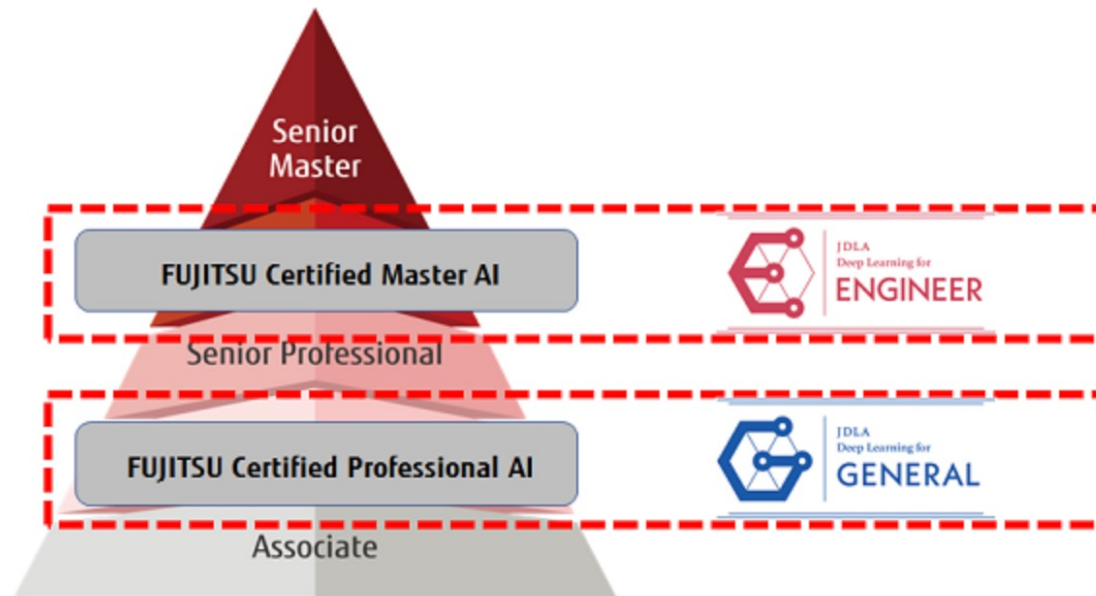 Senior
Master
FUJITSU Certified Master AI
JDLA
Deep Learning for
ENGINEER
Senior Professional
FUJITSU Certified Professional AI
JDLA
Deep Learning for
GENERAL
Associate